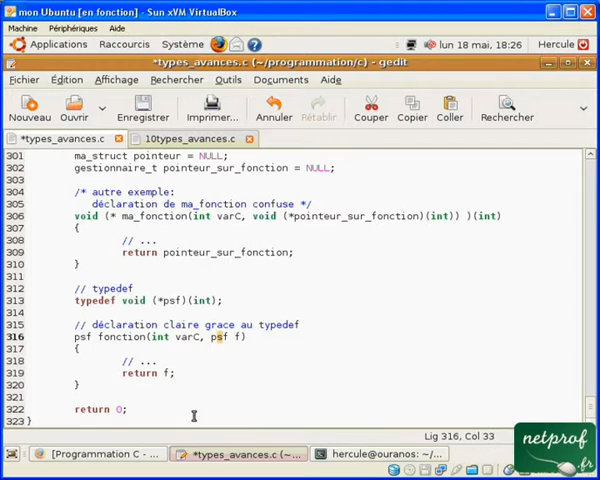 mon Ubuntu [en fonction] - Sun xVM VirtualBox
Machine Périphériques Aide
Applications Raccourcis Système lun 18 mai, 18:26 Hercule
*types_avances.c (~/programmation/c) - gedit
Fichier Édition Affichage Rechercher Outils Documents Aide
Nouveau Ouvrir Enregistrer Imprimer... Annuler Rétablir Couper Copier Coller Rechercher
*types_avances.c 10types_avances.c
301 ma_struct pointeur = NULL;
302 gestionnaire_t pointeur_sur_fonction = NULL;
303
304 /* autre exemple:
305 déclaration de ma_fonction confuse */
306 void (* ma_fonction(int varC, void (*pointeur_sur_fonction)(int)) )(int)
307 {
308 // ...
309 return pointeur_sur_fonction;
310 }
311
312 // typedef
313 typedef void (*psf)(int);
314
315 // déclaration claire grace au typedef
316 psf fonction(int varC, psf f)
317 {
318 // ...
319 return f;
320 }
321
322 return 0;
323 }
Lig 316, Col 33
[Programmation C - ... *types_avances.c (~... hercule@ouranos: ~/...
netprof
.fr